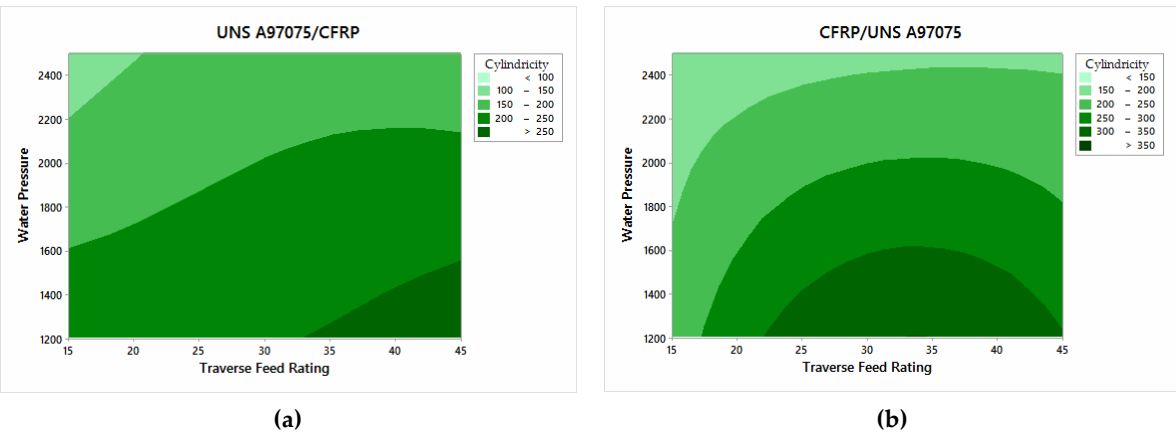 UNS A97075/CFRP
Cylindricity
< 100
100 – 150
150 – 200
200 – 250
> 250
Water Pressure
2400
2200
2000
1800
1600
1400
1200
15 20 25 30 35 40 45
Traverse Feed Rating
(a)
CFRP/UNS A97075
Cylindricity
< 150
150 – 200
200 – 250
250 – 300
300 – 350
> 350
Water Pressure
2400
2200
2000
1800
1600
1400
1200
15 20 25 30 35 40 45
Traverse Feed Rating
(b)